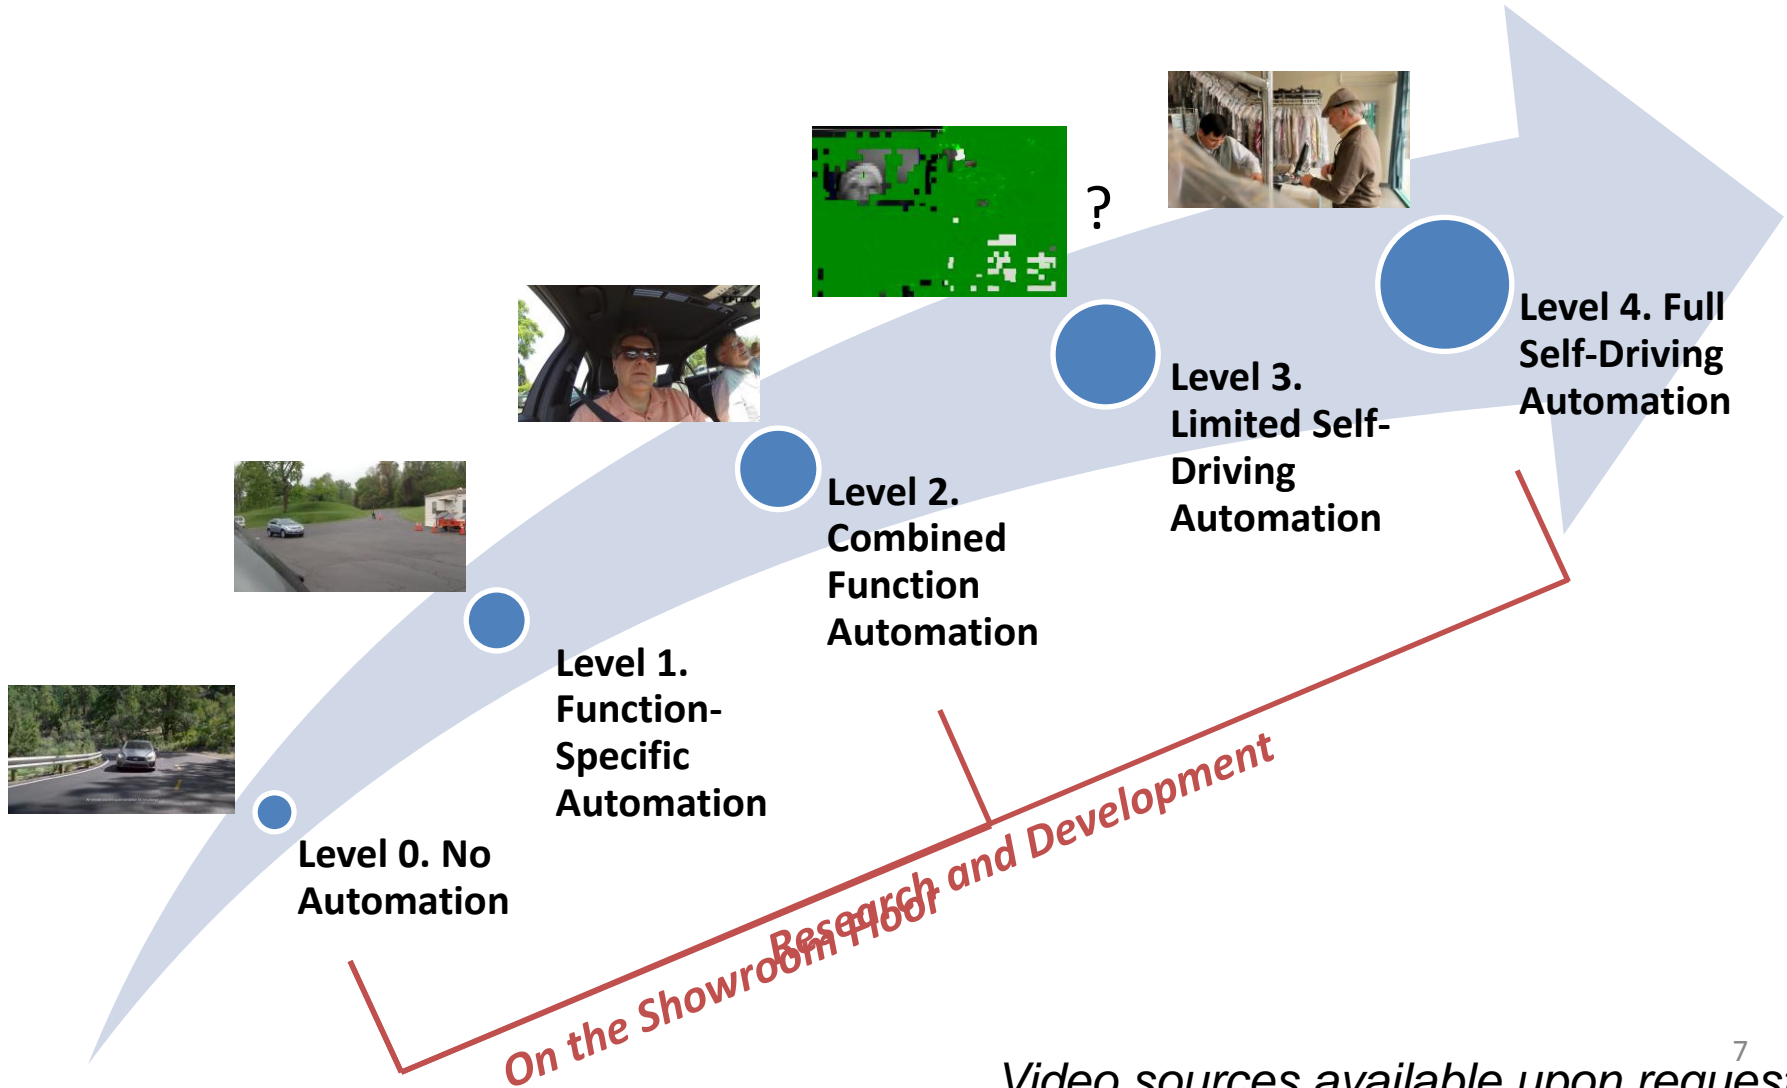 ?
Level 4. Full
Self-Driving
Automation
Level 3.
Limited Self-
Driving
Automation
Level 2.
Combined
Function
Automation
Level 1.
Function-
Specific
Automation
Level 0. No
Automation
Research and Development
On the Showroom Floor
7
Video sources available upon request